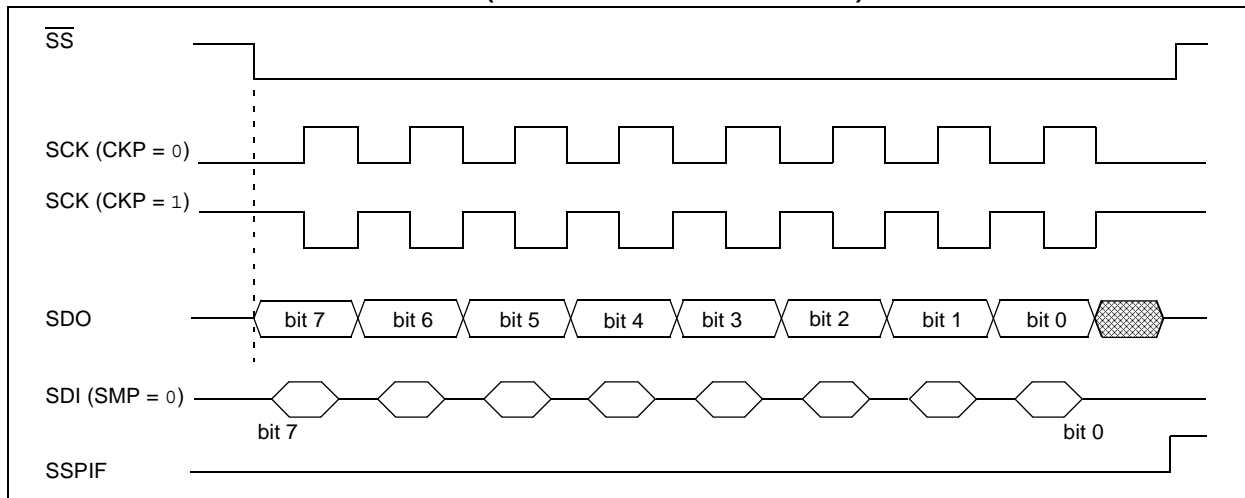 SS
SCK (CKP = 0)
SCK (CKP = 1)
SDO
bit 7 bit 6 bit 5 bit 4 bit 3 bit 2 bit 1 bit 0
SDI (SMP = 0)
bit 7 bit 0
SSPIF